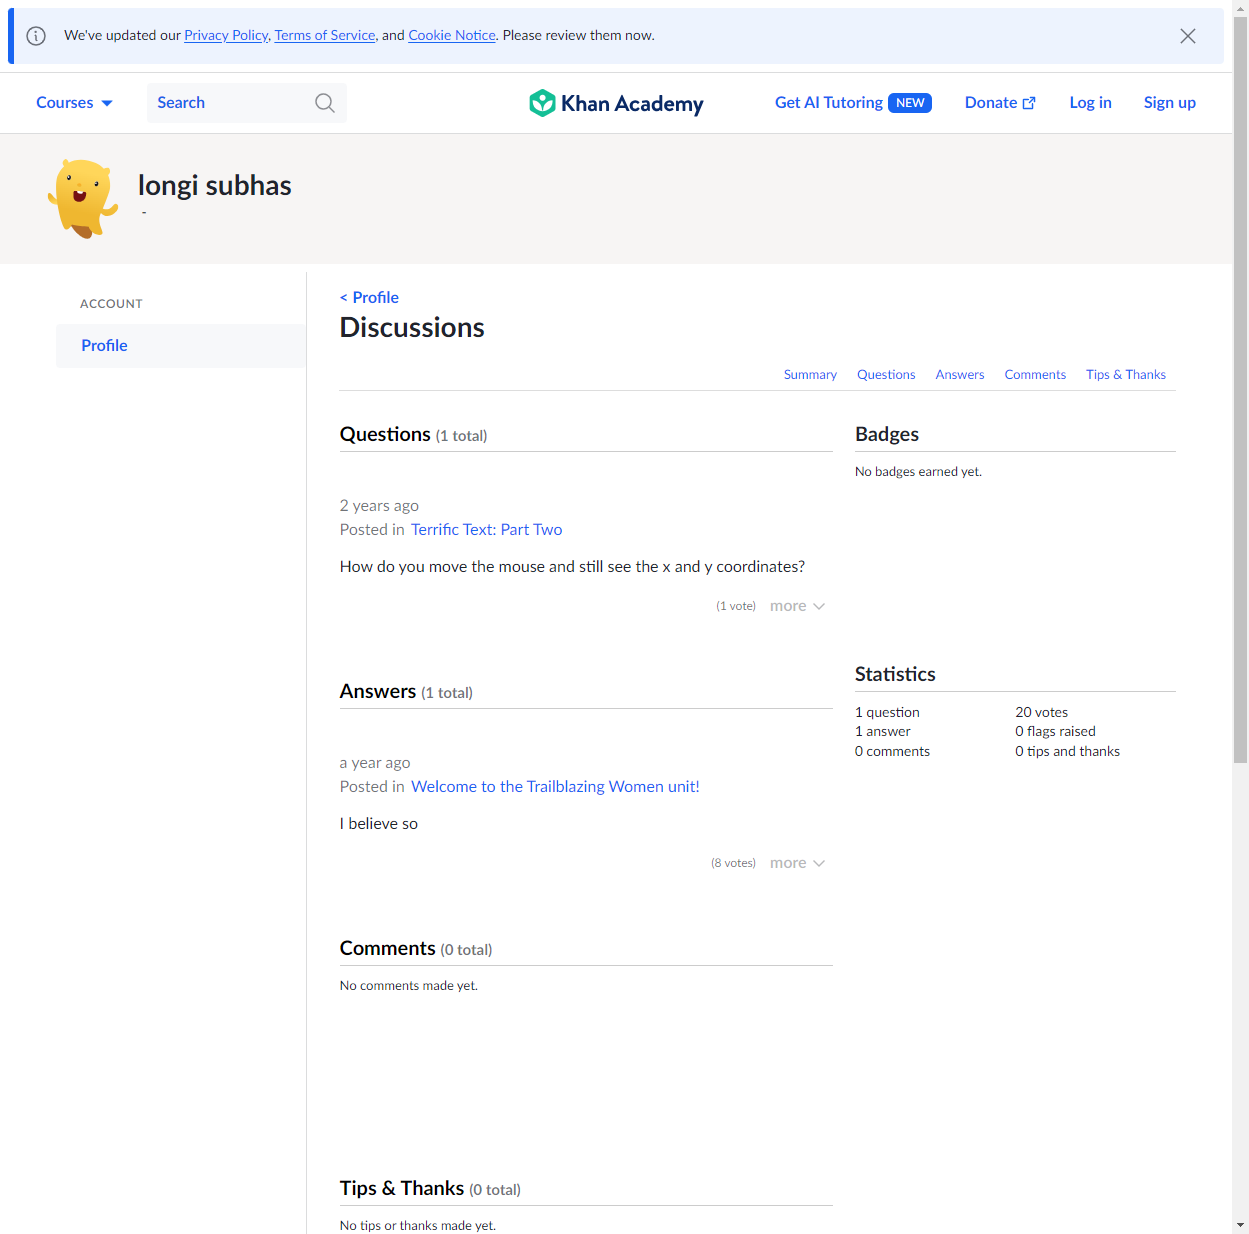 We've updated our Privacy Policy, Terms of Service, and Cookie Notice. Please review them now.
Courses
Search
Khan Academy
Get AI Tutoring NEW
Donate
Log in
Sign up
longi subhas
-
ACCOUNT
Profile
< Profile
Discussions
Summary
Questions
Answers
Comments
Tips & Thanks
Questions (1 total)
2 years ago
Posted in Terrific Text: Part Two
How do you move the mouse and still see the x and y coordinates?
(1 vote) more
Answers (1 total)
a year ago
Posted in Welcome to the Trailblazing Women unit!
I believe so
(8 votes) more
Comments (0 total)
No comments made yet.
Tips & Thanks (0 total)
No tips or thanks made yet.
Badges
No badges earned yet.
Statistics
1 question
20 votes
1 answer
0 flags raised
0 comments
0 tips and thanks